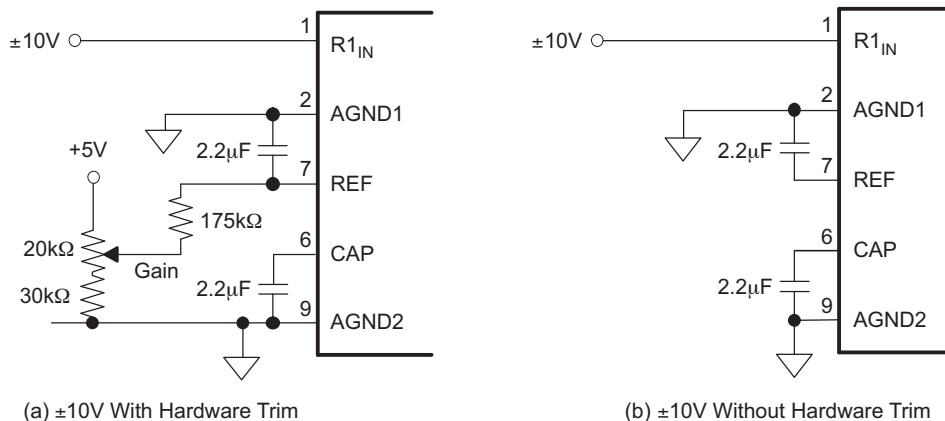 1
±10V
R1IN
2
AGND1
2.2µF
+5V
7
REF
175kΩ
20kΩ
6
CAP
Gain
30kΩ
2.2µF
9
AGND2
(a) ±10V With Hardware Trim
1
±10V
R1IN
2
AGND1
2.2µF
7
REF
6
CAP
2.2µF
9
AGND2
(b) ±10V Without Hardware Trim